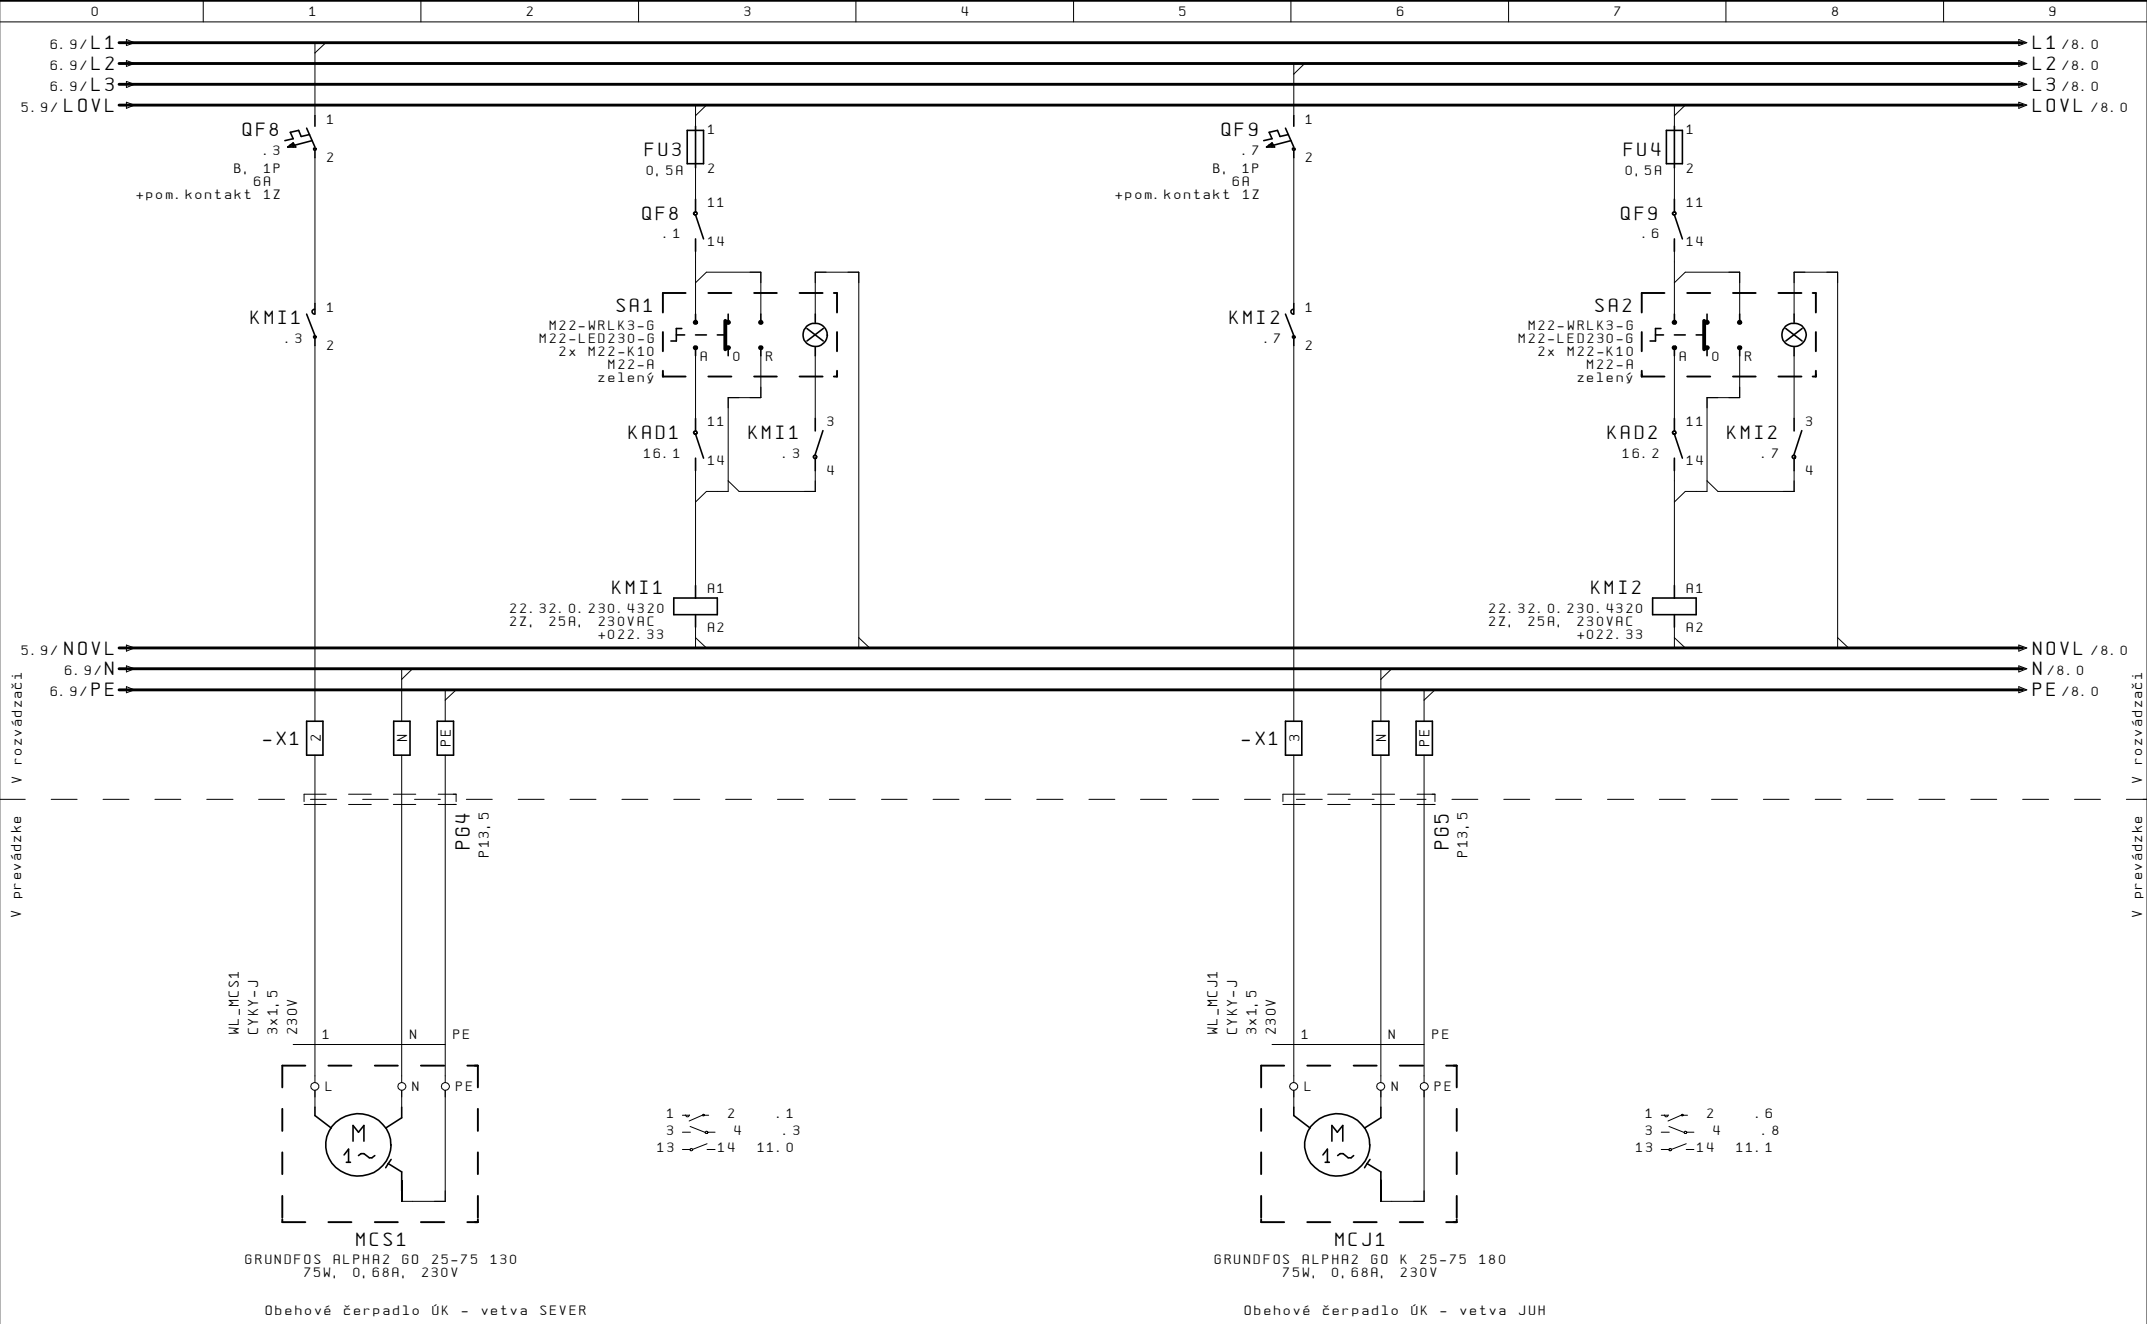 0 1 2 3 4 5 6 7 8 9
6.9/L1 L1/8.0
6.9/L2 L2/8.0
6.9/L3 L3/8.0
5.9/LOVL LOVL/8.0
QF8
.3
B, 1P
6A
+pom.kontakt 1Z
1
2
FU3
0,5A
1
2
QF8
.1
11
14
KMI1
.3
1
2
SA1
M22-WRLK3-G
M22-LED230-G
2x M22-K10
M22-A
zelený
A 0 R
KAD1
16.1
11
14
KMI1
.3
3
4
KMI1
22.32.0.230.4320
2Z, 25A, 230VAC
+022.33
A1
A2
QF9
.7
B, 1P
6A
+pom.kontakt 1Z
1
2
FU4
0,5A
1
2
QF9
.6
11
14
KMI2
.7
1
2
SA2
M22-WRLK3-G
M22-LED230-G
2x M22-K10
M22-A
zelený
A 0 R
KAD2
16.2
11
14
KMI2
.7
3
4
KMI2
22.32.0.230.4320
2Z, 25A, 230VAC
+022.33
A1
A2
5.9/NOVL NOVL/8.0
6.9/N N/8.0
6.9/PE PE/8.0
V rozvádzači
V prevádzke
V rozvádzači
V prevádzke
-X1 2 N PE
PG4
P13,5
WL_MCS1
CYKY-J
3x1,5
230V
1 N PE
L N PE
M
1~
MCS1
GRUNDFOS ALPHA2 GO 25-75 130
75W, 0,68A, 230V
Obehové čerpadlo ÚK - vetva SEVER
1 2 .1
3 4 .3
13 14 11.0
-X1 3 N PE
PG5
P13,5
WL_MCJ1
CYKY-J
3x1,5
230V
1 N PE
L N PE
M
1~
MCJ1
GRUNDFOS ALPHA2 GO K 25-75 180
75W, 0,68A, 230V
Obehové čerpadlo ÚK - vetva JUH
1 2 .6
3 4 .8
13 14 11.1